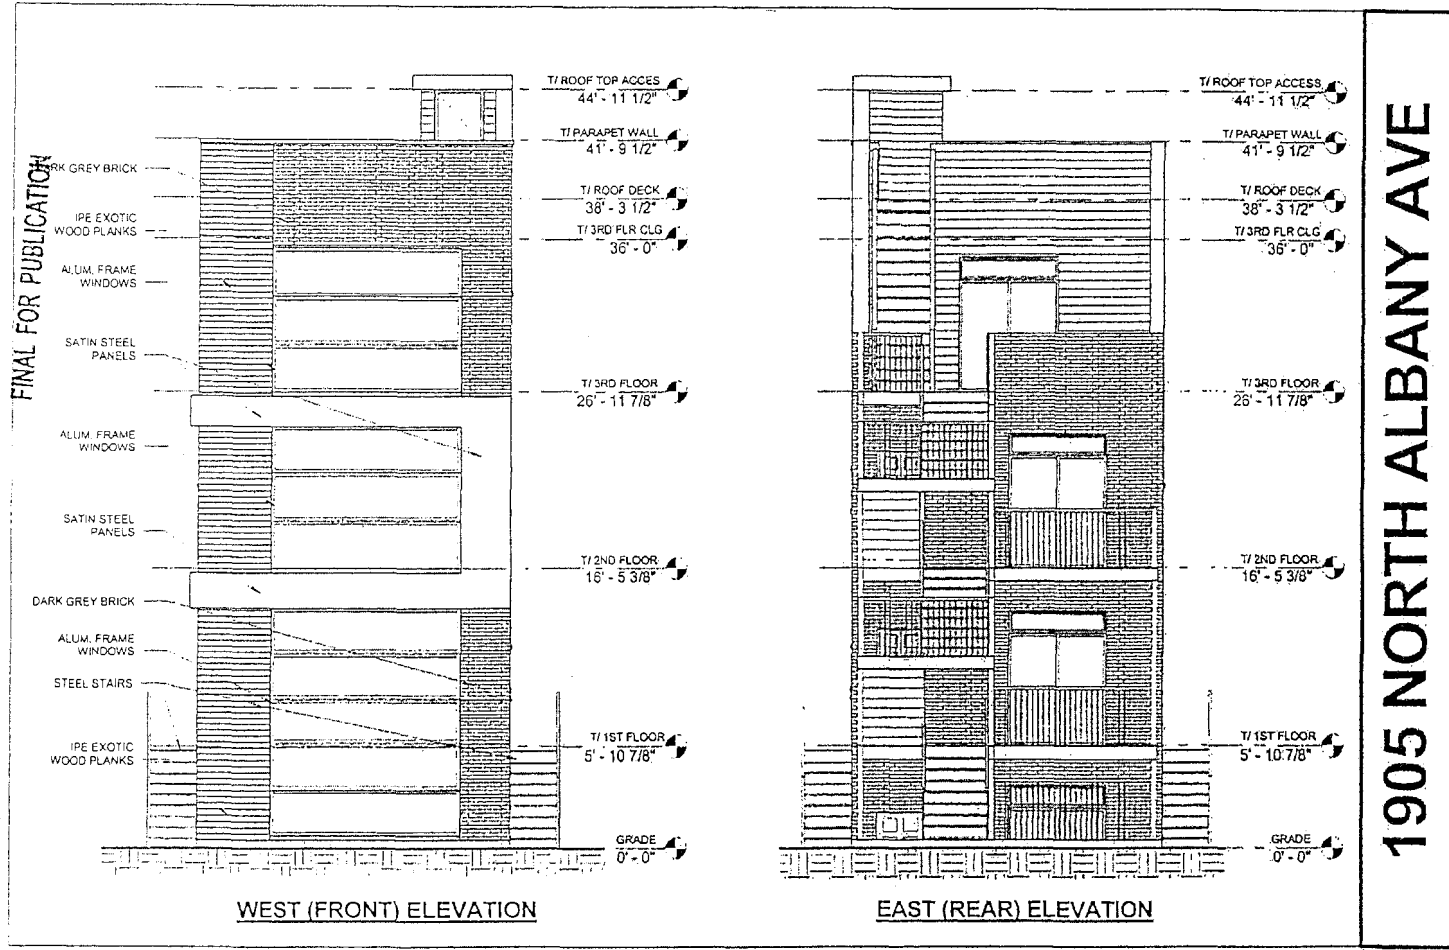 FINAL FOR PUBLICATION
DARK GREY BRICK
IPE EXOTIC
WOOD PLANKS
ALUM. FRAME
WINDOWS
SATIN STEEL
PANELS
ALUM. FRAME
WINDOWS
SATIN STEEL
PANELS
DARK GREY BRICK
ALUM. FRAME
WINDOWS
STEEL STAIRS
IPE EXOTIC
WOOD PLANKS
T/ ROOF TOP ACCES
44' - 11 1/2"
T/ PARAPET WALL
41' - 9 1/2"
T/ ROOF DECK
38' - 3 1/2"
T/ 3RD FLR CLG
36' - 0"
T/ 3RD FLOOR
26' - 11 7/8"
T/ 2ND FLOOR
16' - 5 3/8"
T/ 1ST FLOOR
5' - 10 7/8"
GRADE
0' - 0"
WEST (FRONT) ELEVATION
T/ ROOF TOP ACCESS
44' - 11 1/2"
T/ PARAPET WALL
41' - 9 1/2"
T/ ROOF DECK
38' - 3 1/2"
T/ 3RD FLR CLG
36' - 0"
T/ 3RD FLOOR
26' - 11 7/8"
T/ 2ND FLOOR
16' - 5 3/8"
T/ 1ST FLOOR
5' - 10 7/8"
GRADE
0' - 0"
EAST (REAR) ELEVATION
1905 NORTH ALBANY AVE